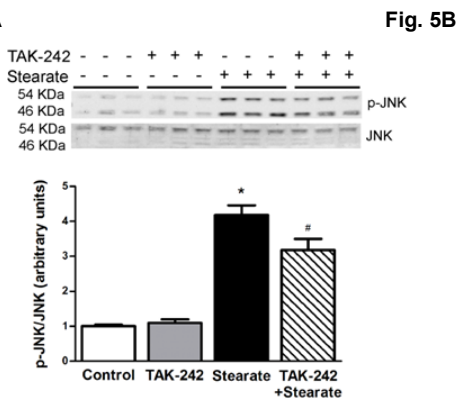 A
Fig. 5B
TAK-242 - - - + + + - - - + + +
Stearate - - - - - - + + + + + +
54 KDa
46 KDa
p-JNK
54 KDa
46 KDa
JNK
p-JNK/JNK (arbitrary units)
5
4
3
2
1
0
*
#
Control TAK-242 Stearate TAK-242
+Stearate